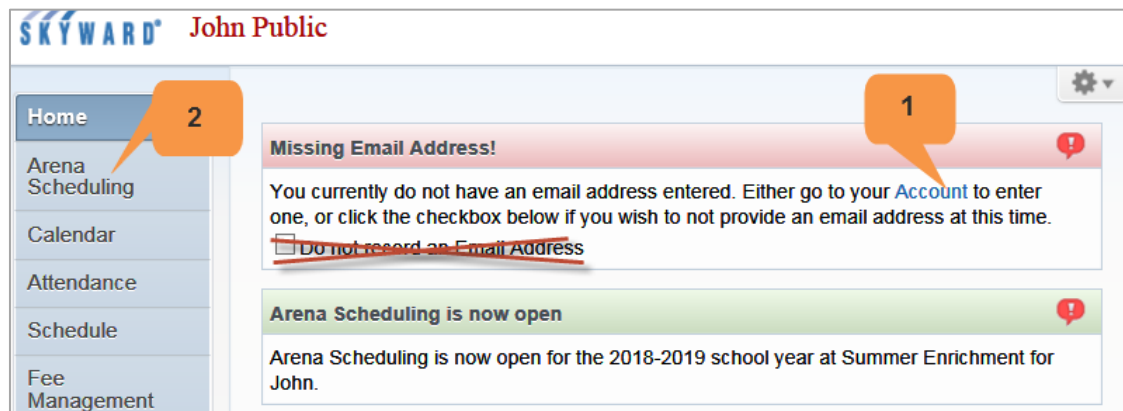 SKYWARD® John Public
Home
2
Arena
Scheduling
Calendar
Attendance
Schedule
Fee
Management
1
Missing Email Address!
You currently do not have an email address entered. Either go to your Account to enter
one, or click the checkbox below if you wish to not provide an email address at this time.
Do not record an Email Address
Arena Scheduling is now open
Arena Scheduling is now open for the 2018-2019 school year at Summer Enrichment for
John.